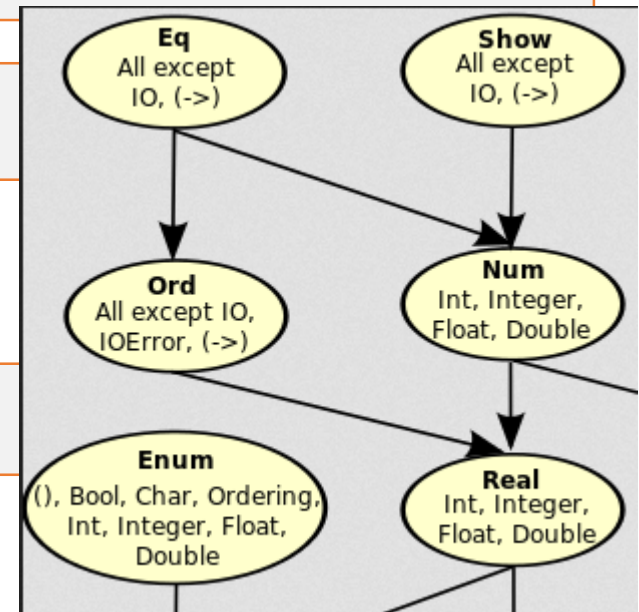 Eq
All except
IO, (->)
Show
All except
IO, (->)
Ord
All except IO,
IOError, (->)
Num
Int, Integer,
Float, Double
Enum
(), Bool, Char, Ordering,
Int, Integer, Float,
Double
Real
Int, Integer,
Float, Double